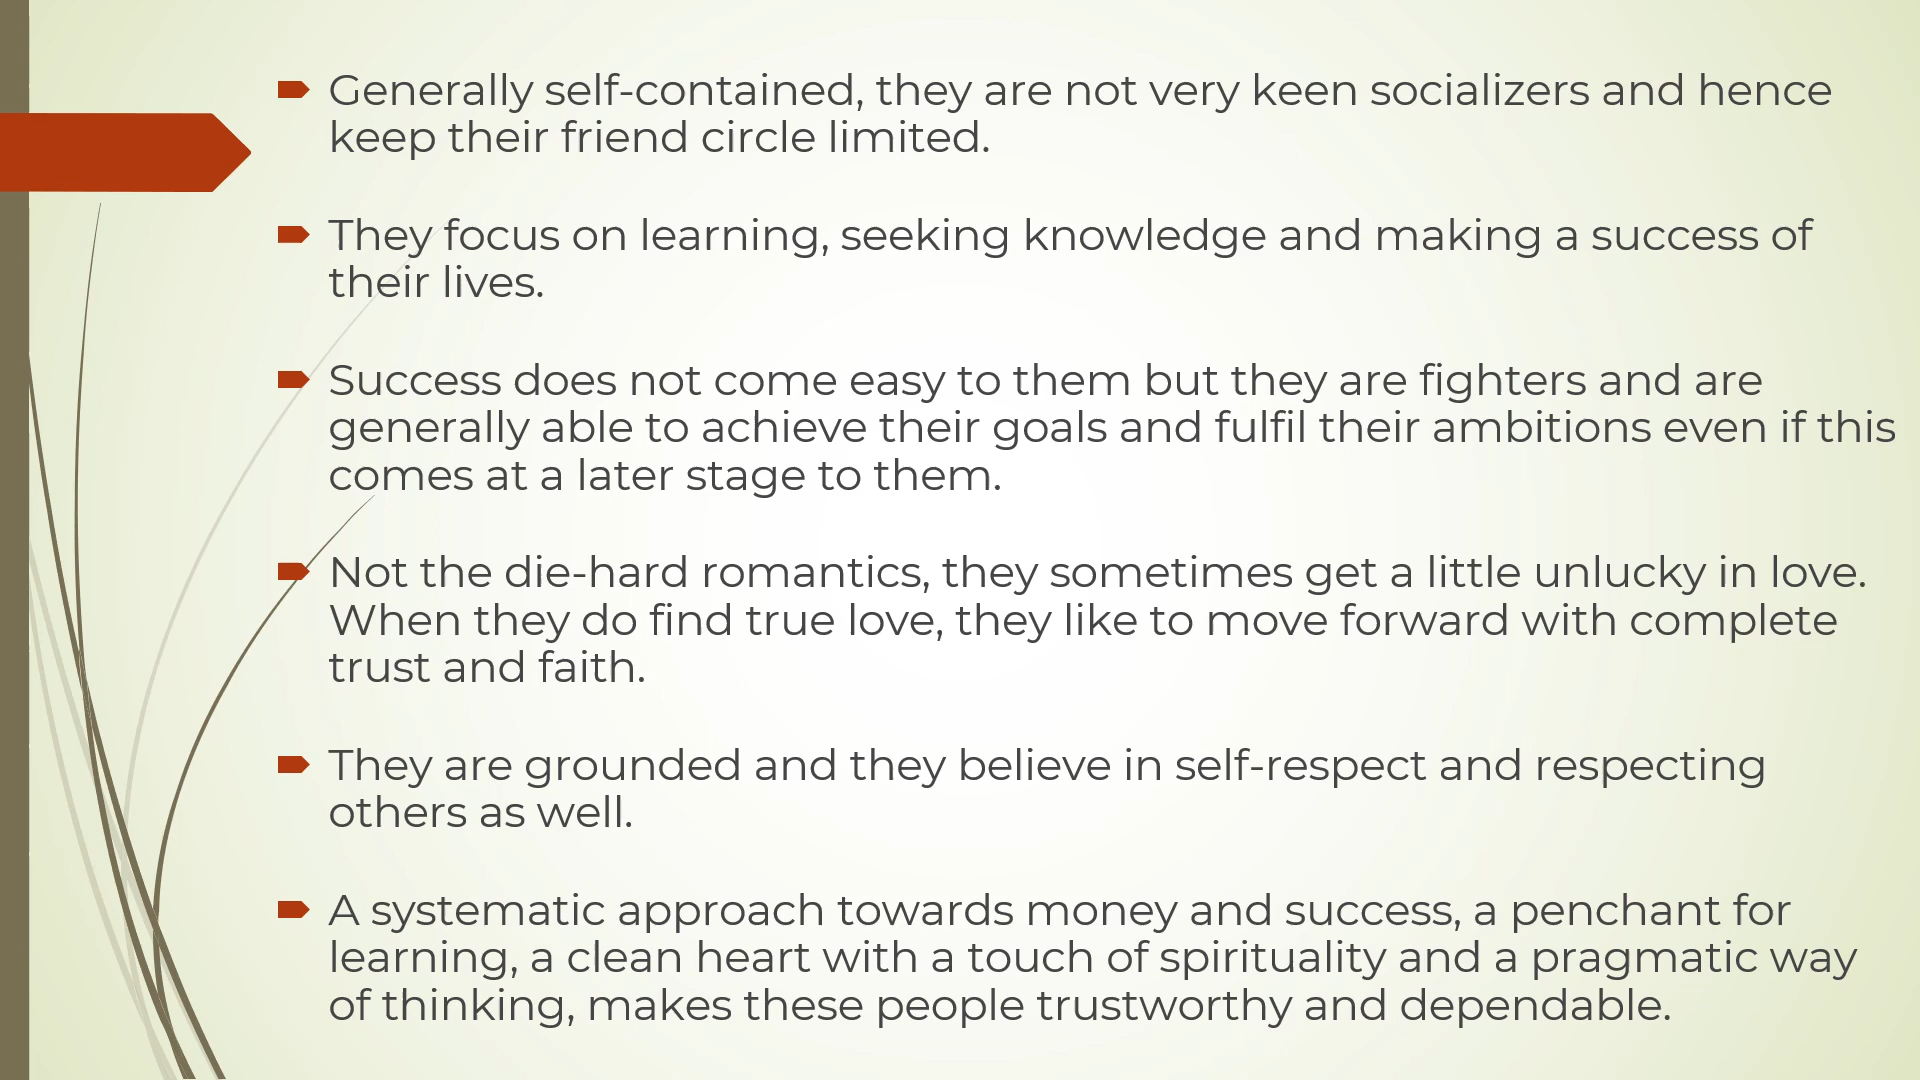 Generally self-contained, they are not very keen socializers and hence
keep their friend circle limited.
They focus on learning, seeking knowledge and making a success of
their lives.
Success does not come easy to them but they are fighters and are
generally able to achieve their goals and fulfil their ambitions even if this
comes at a later stage to them.
Not the die-hard romantics, they sometimes get a little unlucky in love.
When they do find true love, they like to move forward with complete
trust and faith.
They are grounded and they believe in self-respect and respecting
others as well.
A systematic approach towards money and success, a penchant for
learning, a clean heart with a touch of spirituality and a pragmatic way
of thinking, makes these people trustworthy and dependable.